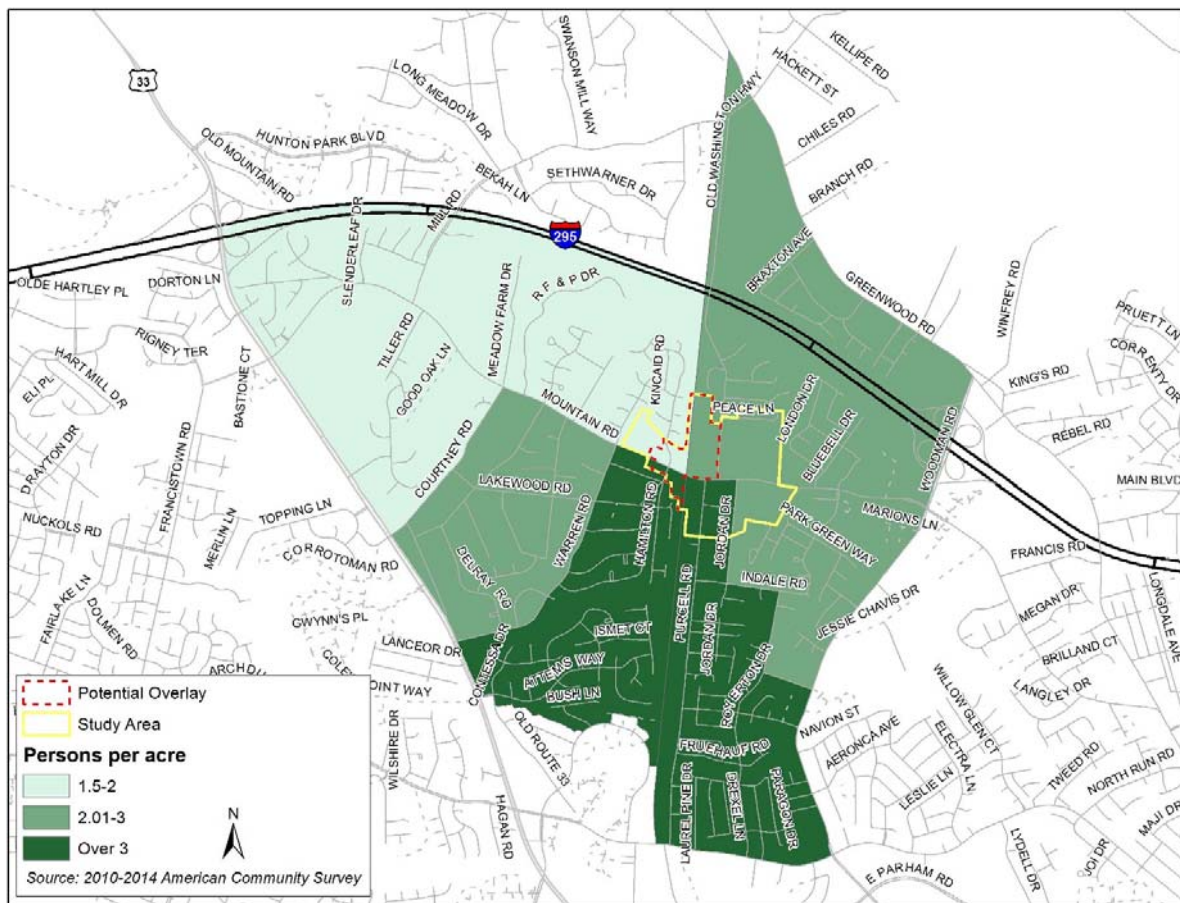 KELLIPE RD
HACKETT ST
SWANSON MILL WAY
33
LONG MEADOW DR
OLD WASHINGTON HWY
CHILES RD
HUNTON PARK BLVD
OLD MOUNTAIN RD
BEKAH LN
SETHWARNER DR
BRANCH RD
SLENDERLEAF DR
MILL RD
295
BRAXTON AVE
OLDE HARTLEY PL
DORTON LN
R F & P DR
GREENWOOD RD
WINFREY RD
MEADOW FARM DR
PRUETT LN
RIGNEY TER
TILLER RD
CORRENTY DR
HART MILL DR
ELI PL
BASTIONE CT
GOOD OAK LN
KINCAID RD
KING'S RD
PEACE LN
LONDON DR
MOUNTAIN RD
BLUEBELL DR
REBEL RD
DRAYTON DR
FRANCISTOWN RD
COURTNEY RD
WOODMAN RD
LAKEWOOD RD
MAIN BLVD
NUCKOLS RD
MERLIN LN
TOPPING LN
WARREN RD
HAMILTON RD
JORDAN DR
PARK GREEN WAY
MARIONS LN
FRANCIS RD
CORROTOMAN RD
DELRAY RD
INDALE RD
FAIRLAKE LN
DOLMEN RD
GWYNN'S PL
PURCELL RD
JESSIE CHAVIS DR
MEGAN DR
LONGDALE AVE
ISMET CT
JORDAN DR
BRILLAND CT
LANCEOR DR
CONTESSA DR
ATTEMS WAY
ROYERTON DR
WILLOW GLEN CT
LANGLEY DR
BUSH LN
OINT WAY
OLD ROUTE 33
NAVION ST
AERONCA AVE
ELECTRA LN
WILSHIRE DR
FRUEHAUF RD
TWEED RD
LESLIE LN
NORTH RUN RD
HAGAN RD
LAUREL PINE DR
DREXEL LN
PARAGON DR
MAJI DR
LYDELL DR
JOI DR
E PARHAM RD
Potential Overlay
Study Area
Persons per acre
1.5-2
2.01-3
Over 3
N
Source: 2010-2014 American Community Survey